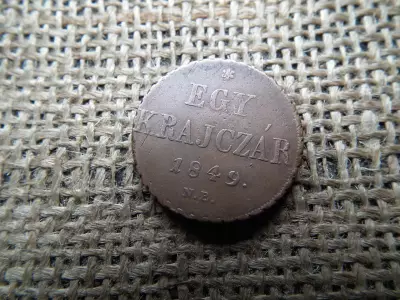 EGY
KRAJCZÁR
1849.
N.B.